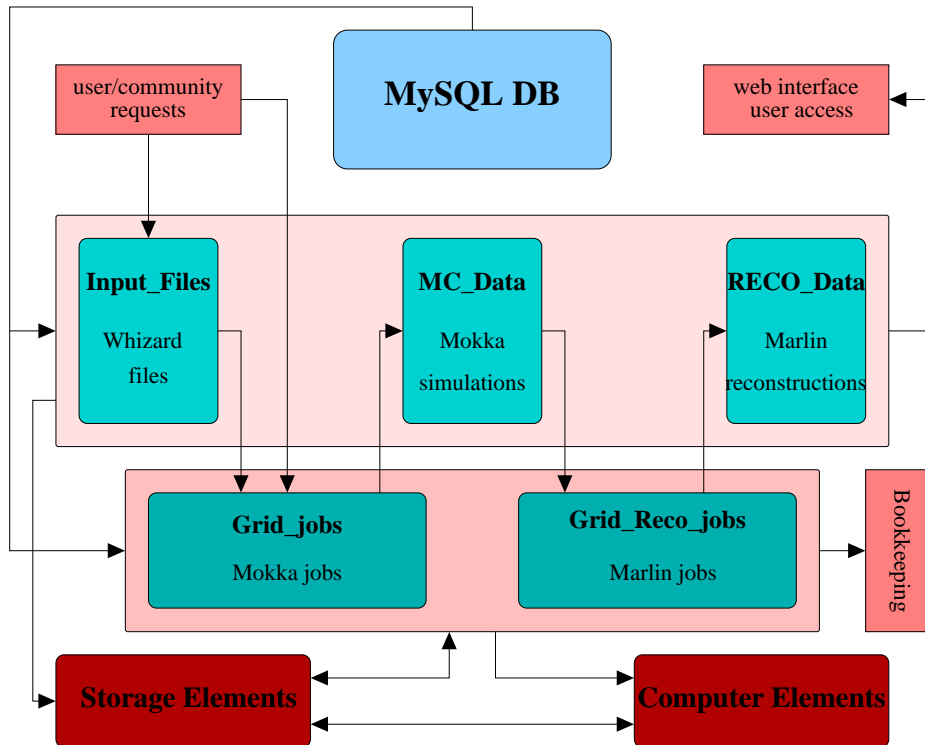 MySQL DB
user/community
requests
web interface
user access
Input_Files
Whizard
files
MC_Data
Mokka
simulations
RECO_Data
Marlin
reconstructions
Grid_jobs
Mokka jobs
Grid_Reco_jobs
Marlin jobs
Bookkeeping
Storage Elements
Computer Elements